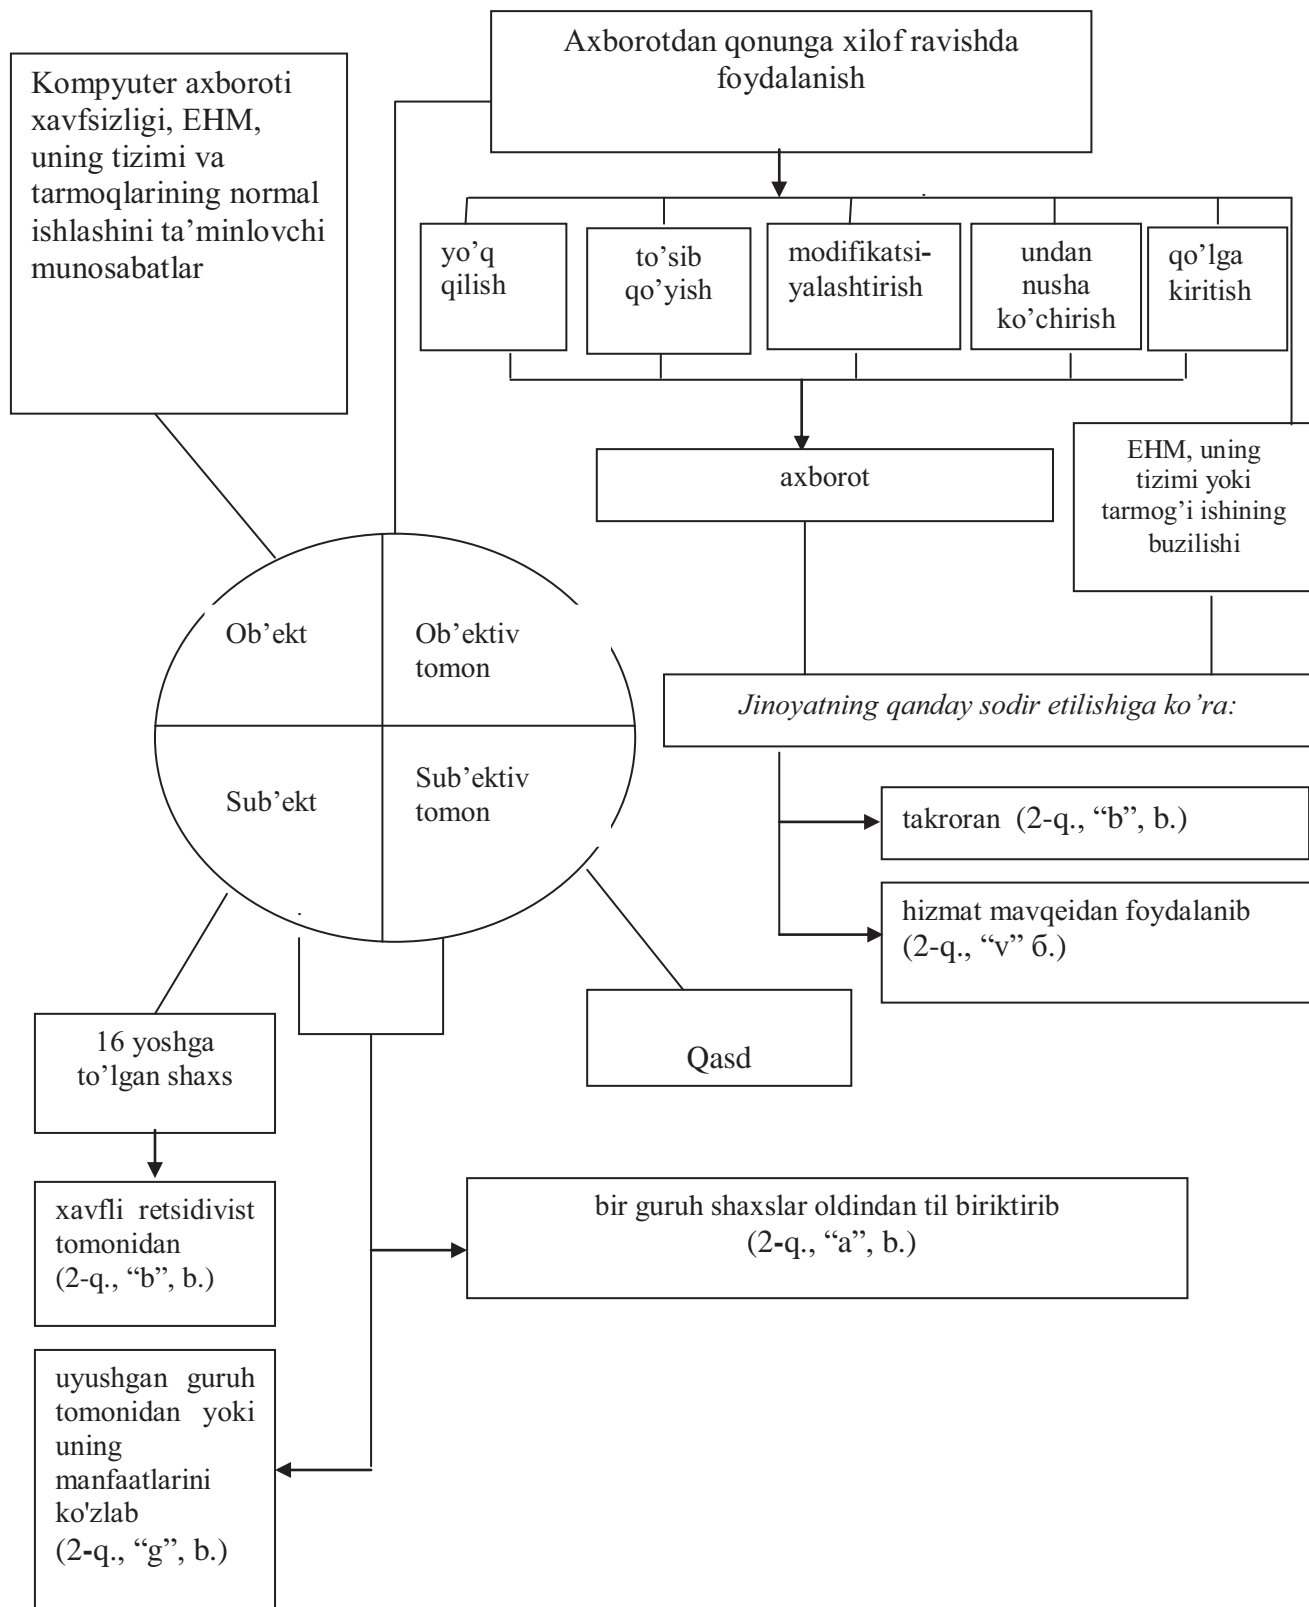 Axborotdan qonunga xilof ravishda
foydalanish
Kompyuter axboroti
xavfsizligi, EHM,
uning tizimi va
tarmoqlarining normal
ishlashini ta’minlovchi
munosabatlar
yo’q
qilish
to’sib
qo’yish
modifikatsi-
yalashtirish
undan
nusha
ko’chirish
qo’lga
kiritish
axborot
EHM, uning
tizimi yoki
tarmog’i ishining
buzilishi
Ob’ekt
Ob’ektiv
tomon
Sub’ekt
Sub’ektiv
tomon
Jinoyatning qanday sodir etilishiga ko’ra:
takroran (2-q., “b”, b.)
hizmat mavqeidan foydalanib
(2-q., “v” б.)
16 yoshga
to’lgan shaxs
Qasd
xavfli retsidivist
tomonidan
(2-q., “b”, b.)
bir guruh shaxslar oldindan til biriktirib
(2-q., “a”, b.)
uyushgan guruh
tomonidan yoki
uning
manfaatlarini
ko'zlab
(2-q., “g”, b.)